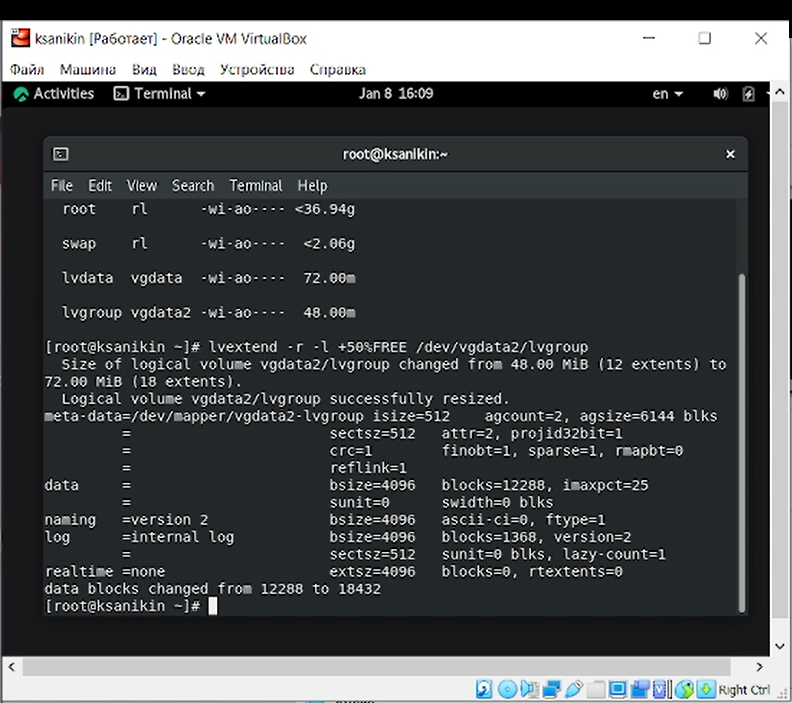 ksanikin [Работает] - Oracle VM VirtualBox
Файл Машина Вид Ввод Устройства Справка
Activities Terminal Jan 8 16:09 en
root@ksanikin:~
File Edit View Search Terminal Help
root rl -wi-ao---- <36.94g
swap rl -wi-ao---- <2.06g
lvdata vgdata -wi-ao---- 72.00m
lvgroup vgdata2 -wi-ao---- 48.00m
[root@ksanikin ~]# lvextend -r -l +50%FREE /dev/vgdata2/lvgroup
Size of logical volume vgdata2/lvgroup changed from 48.00 MiB (12 extents) to
72.00 MiB (18 extents).
Logical volume vgdata2/lvgroup successfully resized.
meta-data=/dev/mapper/vgdata2-lvgroup isize=512 agcount=2, agsize=6144 blks
= sectsz=512 attr=2, projid32bit=1
= crc=1 finobt=1, sparse=1, rmapbt=0
= reflink=1
data = bsize=4096 blocks=12288, imaxpct=25
= sunit=0 swidth=0 blks
naming =version 2 bsize=4096 ascii-ci=0, ftype=1
log =internal log bsize=4096 blocks=1368, version=2
= sectsz=512 sunit=0 blks, lazy-count=1
realtime =none extsz=4096 blocks=0, rtextents=0
data blocks changed from 12288 to 18432
[root@ksanikin ~]#
Right Ctrl